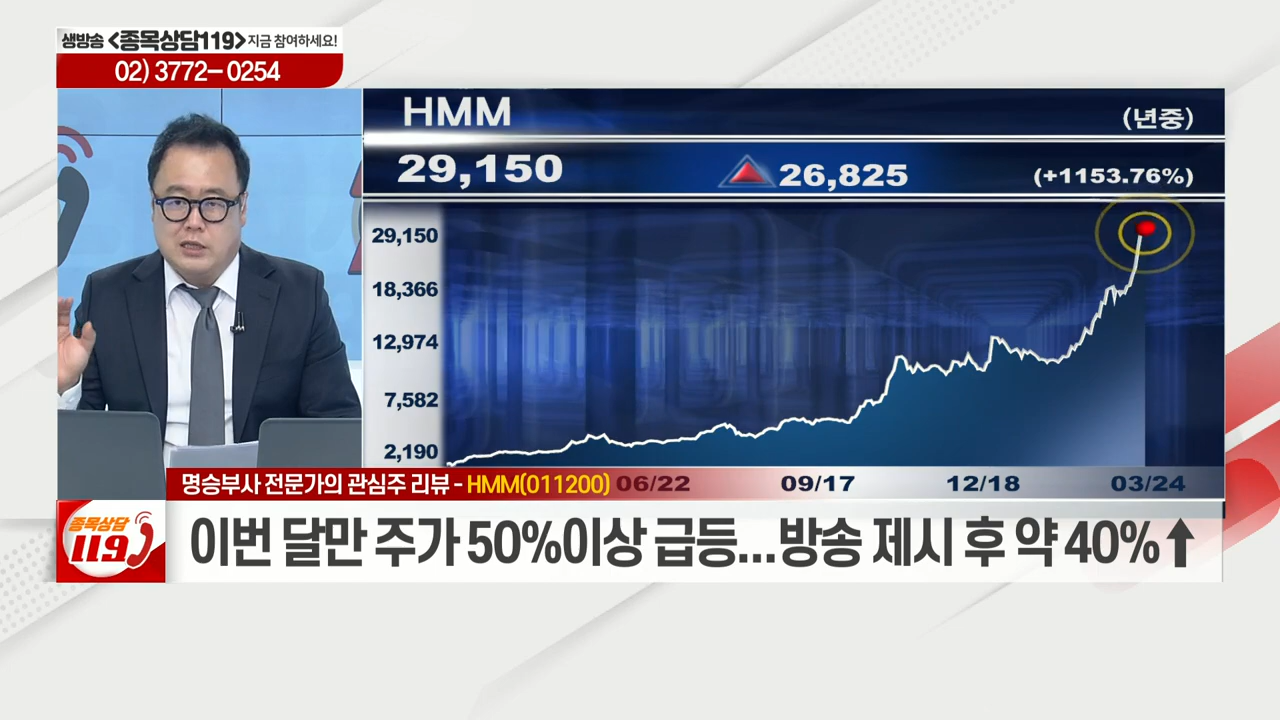 생방송 <종목상담119> 지금 참여하세요!
02) 3772-0254
HMM
(년중)
29,150
▲ 26,825
(+1153.76%)
29,150
18,366
12,974
7,582
2,190
06/22
09/17
12/18
03/24
명승부사 전문가의 관심주 리뷰 - HMM(011200)
종목상담
119
이번 달만 주가 50%이상 급등...방송 제시 후 약 40%↑